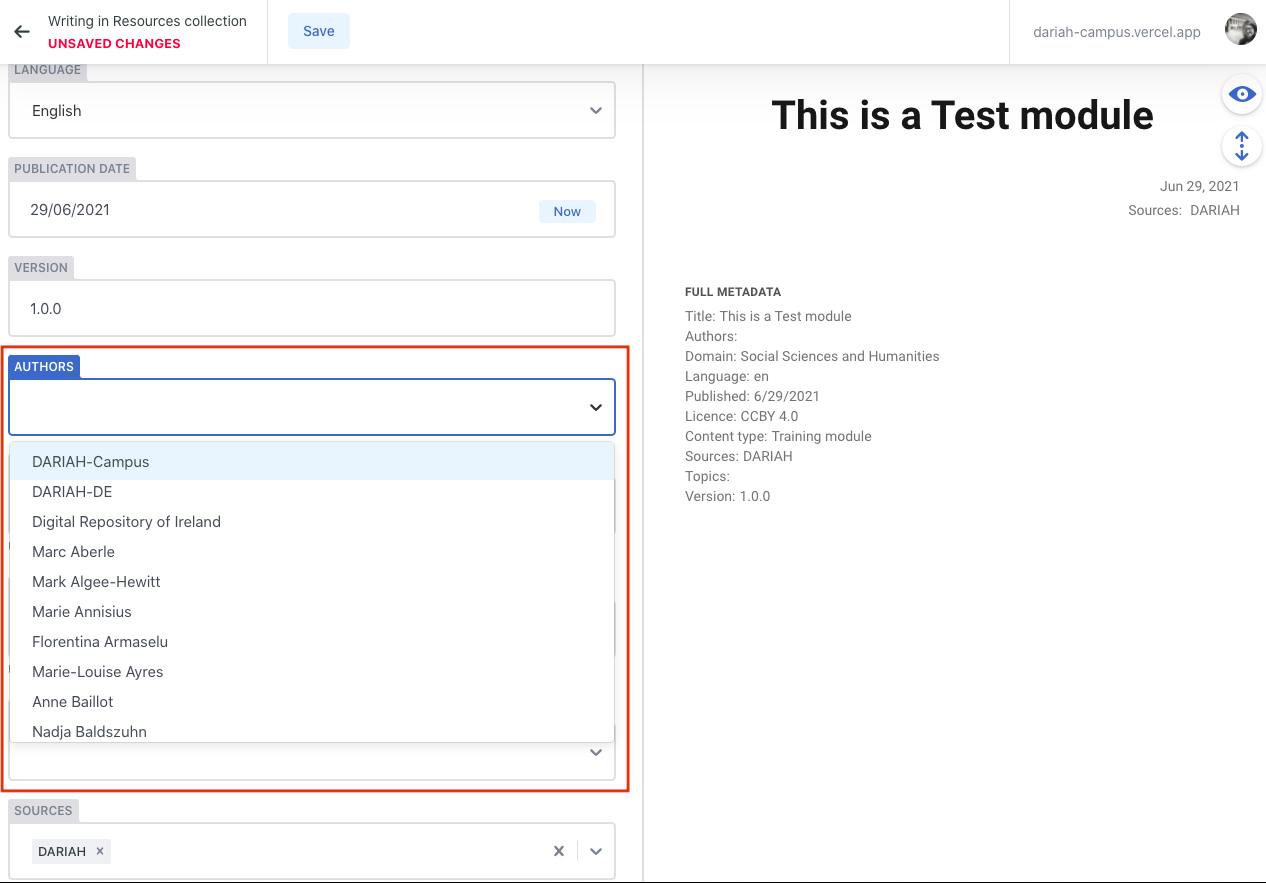 Writing in Resources collection
UNSAVED CHANGES
Save
dariah-campus.vercel.app
LANGUAGE
English
PUBLICATION DATE
29/06/2021
Now
VERSION
1.0.0
AUTHORS
DARIAH-Campus
DARIAH-DE
Digital Repository of Ireland
Marc Aberle
Mark Algee-Hewitt
Marie Annisius
Florentina Armaselu
Marie-Louise Ayres
Anne Baillot
Nadja Baldszuhn
SOURCES
DARIAH
This is a Test module
Jun 29, 2021
Sources: DARIAH
FULL METADATA
Title: This is a Test module
Authors:
Domain: Social Sciences and Humanities
Language: en
Published: 6/29/2021
Licence: CCBY 4.0
Content type: Training module
Sources: DARIAH
Topics:
Version: 1.0.0